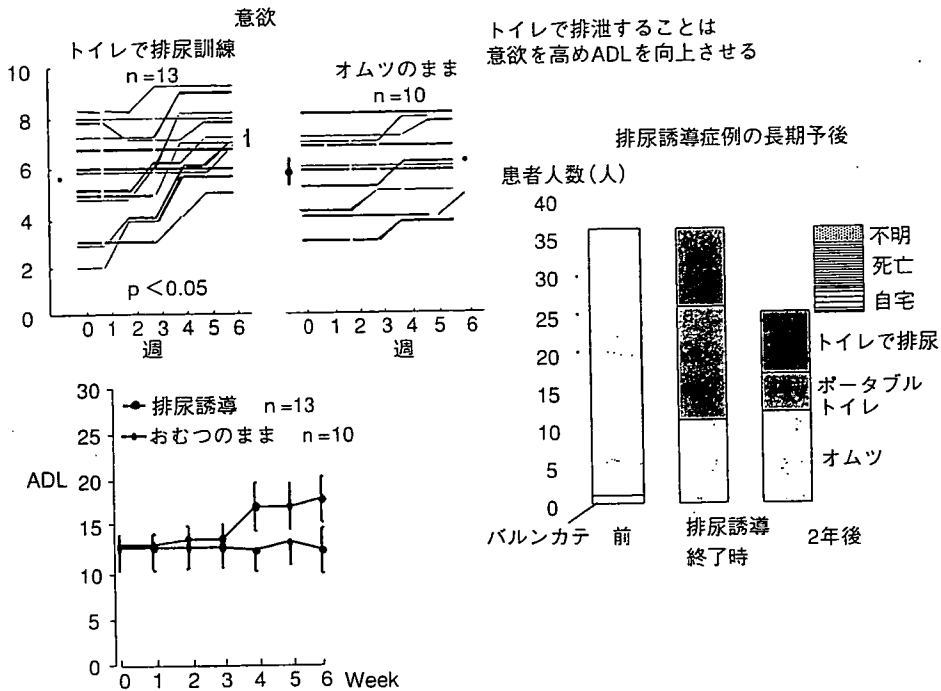 意欲
トイレで排尿訓練
n=13
10
8
6
4
2
0
p<0.05
0 1 2 3 4 5 6
週
オムツのまま
n=10
0 1 2 3 4 5 6
週
トイレで排泄することは
意欲を高めADLを向上させる
排尿誘導症例の長期予後
患者人数(人)
40
35
30
25
20
15
10
5
0
不明
死亡
自宅
トイレで排尿
ポータブル
トイレ
オムツ
バルンカテ
前
排尿誘導
終了時
2年後
30
25
20
15
10
5
0
ADL
排尿誘導 n=13
おむつのまま n=10
0 1 2 3 4 5 6 Week